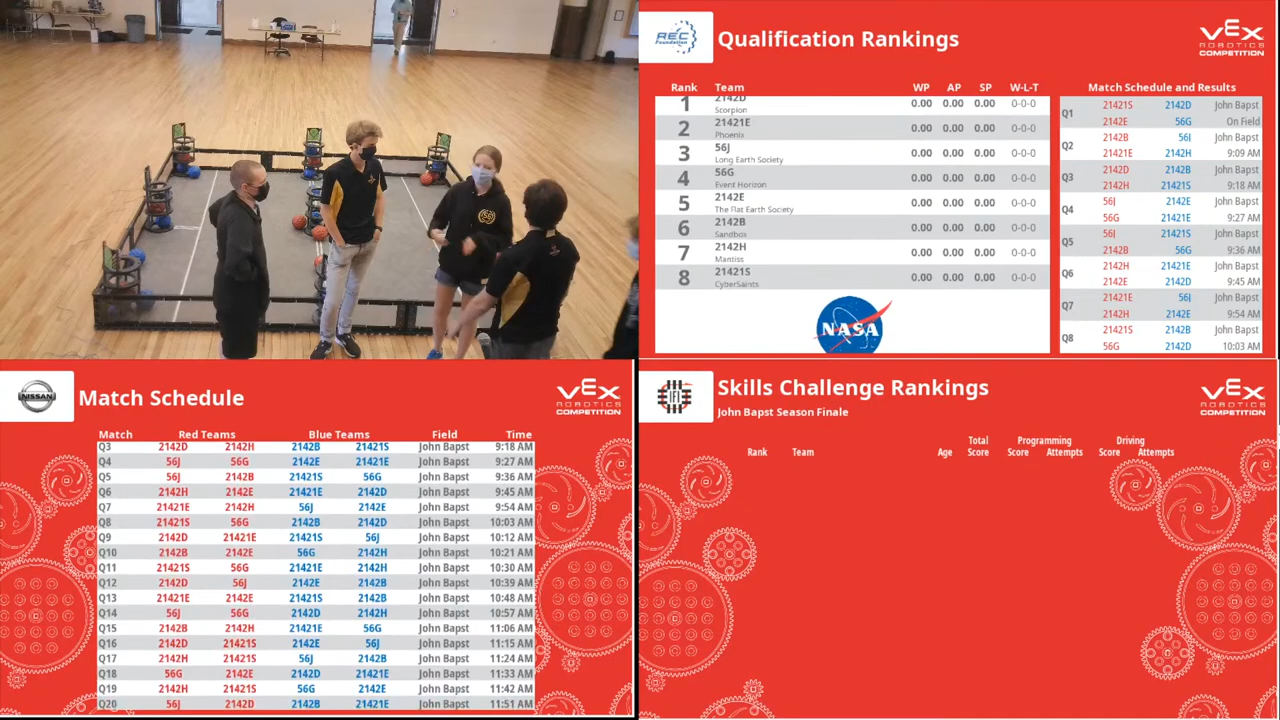 REC
Foundation
Qualification Rankings
VEX
ROBOTICS
COMPETITION
Rank Team WP AP SP W-L-T
1 2142D Scorpion 0.00 0.00 0.00 0-0-0
2 21421E Phoenix 0.00 0.00 0.00 0-0-0
3 56J Long Earth Society 0.00 0.00 0.00 0-0-0
4 56G Event Horizon 0.00 0.00 0.00 0-0-0
5 2142E The Flat Earth Society 0.00 0.00 0.00 0-0-0
6 2142B Sandbox 0.00 0.00 0.00 0-0-0
7 2142H Mantiss 0.00 0.00 0.00 0-0-0
8 21421S CyberSaints 0.00 0.00 0.00 0-0-0
NASA
Match Schedule and Results
Q1 21421S 2142D John Bapst
2142E 56G On Field
Q2 2142B 56J John Bapst
21421E 2142H 9:09 AM
Q3 2142D 2142B John Bapst
2142H 21421S 9:18 AM
Q4 56J 2142E John Bapst
56G 21421E 9:27 AM
Q5 56J 21421S John Bapst
2142B 56G 9:36 AM
Q6 2142H 21421E John Bapst
2142E 2142D 9:45 AM
Q7 21421E 56J John Bapst
2142H 2142E 9:54 AM
Q8 21421S 2142B John Bapst
56G 2142D 10:03 AM
NISSAN
Match Schedule
VEX
ROBOTICS
COMPETITION
Match Red Teams Blue Teams Field Time
Q3 2142D 2142H 2142B 21421S John Bapst 9:18 AM
Q4 56J 56G 2142E 21421E John Bapst 9:27 AM
Q5 56J 2142B 21421S 56G John Bapst 9:36 AM
Q6 2142H 2142E 21421E 2142D John Bapst 9:45 AM
Q7 21421E 2142H 56J 2142E John Bapst 9:54 AM
Q8 21421S 56G 2142B 2142D John Bapst 10:03 AM
Q9 2142D 21421E 21421S 56J John Bapst 10:12 AM
Q10 2142B 2142E 56G 2142H John Bapst 10:21 AM
Q11 21421S 56G 21421E 2142H John Bapst 10:30 AM
Q12 2142D 56J 2142E 2142B John Bapst 10:39 AM
Q13 21421E 2142E 21421S 2142B John Bapst 10:48 AM
Q14 56J 56G 2142D 2142H John Bapst 10:57 AM
Q15 2142B 2142H 21421E 56G John Bapst 11:06 AM
Q16 2142D 21421S 2142E 56J John Bapst 11:15 AM
Q17 2142H 21421S 56J 2142B John Bapst 11:24 AM
Q18 56G 2142E 2142D 21421E John Bapst 11:33 AM
Q19 2142H 21421S 56G 2142E John Bapst 11:42 AM
Q20 56J 2142D 2142B 21421E John Bapst 11:51 AM
IFI
Skills Challenge Rankings
John Bapst Season Finale
VEX
ROBOTICS
COMPETITION
Total Programming Driving
Rank Team Age Score Score Attempts Score Attempts